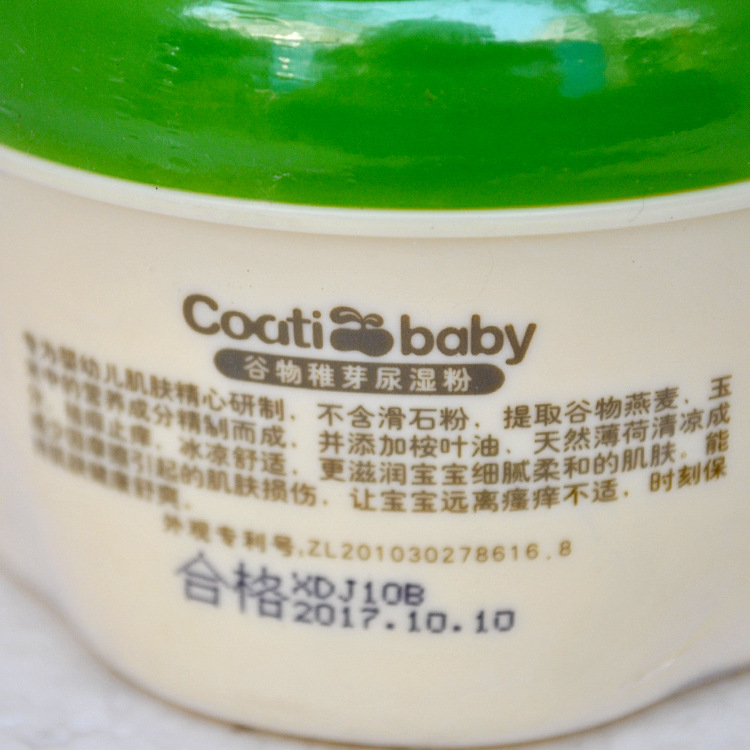 Coati baby
谷物稚芽尿湿粉
专为婴幼儿肌肤精心研制，不含滑石粉，提取谷物燕麦、玉
米中的营养成分精制而成，并添加桉叶油、天然薄荷清凉成
分，祛痱止痒，冰凉舒适，更滋润宝宝细腻柔和的肌肤，能
减少因摩擦引起的肌肤损伤，让宝宝远离瘙痒不适，时刻保
持肌肤健康舒爽。
外观专利号.ZL201030278616.8
合格 XDJ10B
2017.10.10